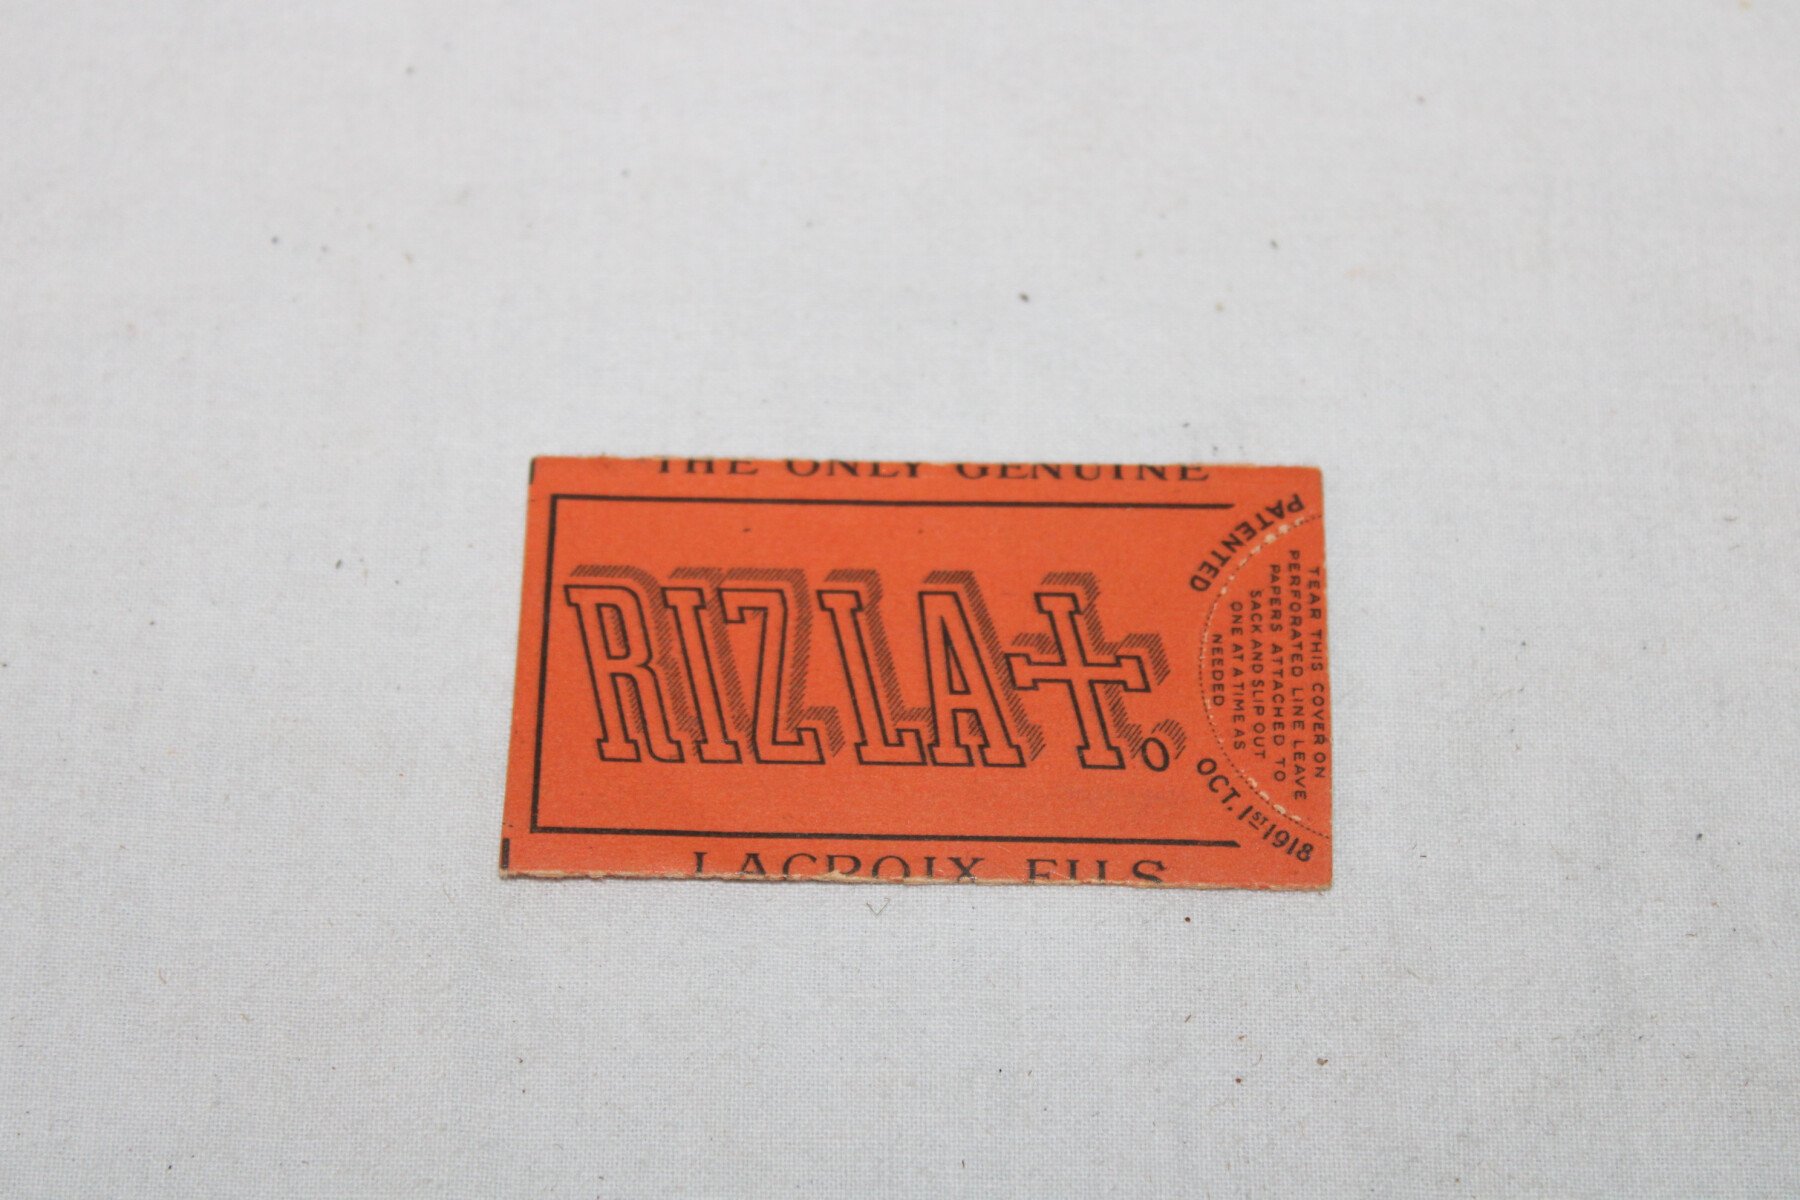 THE ONLY GENUINE
RIZLA+.
PATENTED
OCT. 1ST 1918
TEAR THIS COVER ON
PERFORATED LINE LEAVE
PAPERS ATTACHED TO
SACK AND SLIP OUT
ONE AT A TIME AS
NEEDED
LACROIX FILS